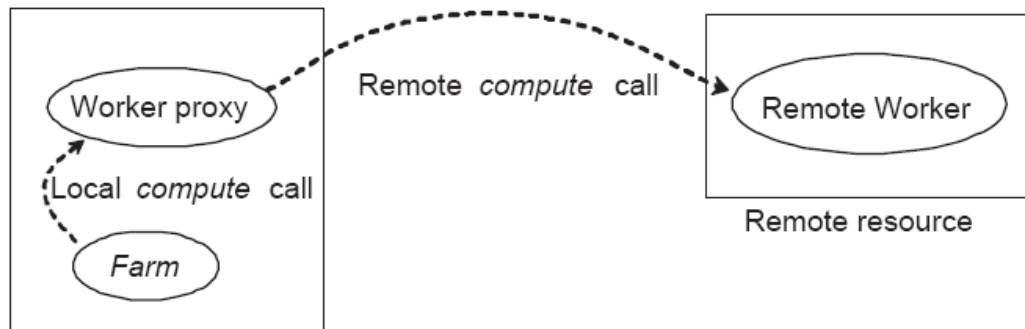 Worker proxy
Remote compute call
Remote Worker
Local compute call
Remote resource
Farm